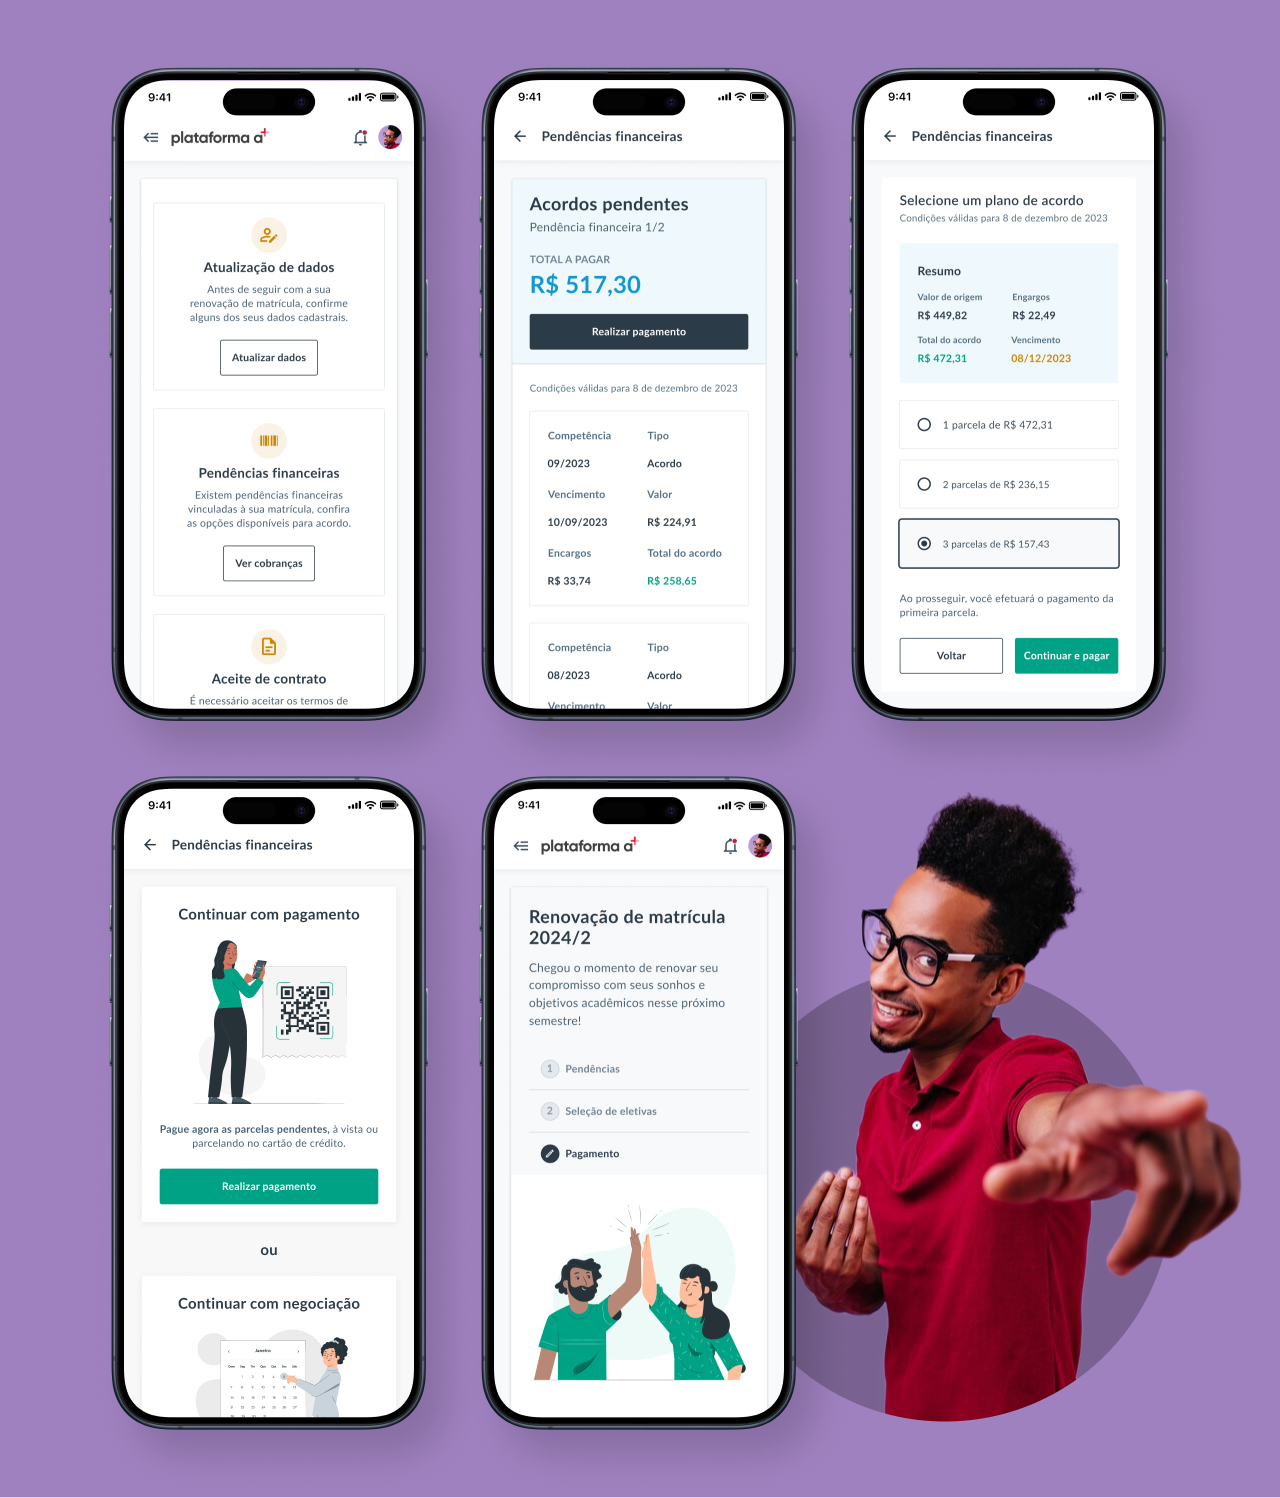 9:41
plataforma a+
Atualização de dados
Antes de seguir com a sua
renovação de matrícula, confirme
alguns dos seus dados cadastrais.
Atualizar dados
Pendências financeiras
Existem pendências financeiras
vinculadas à sua matrícula, confira
as opções disponíveis para acordo.
Ver cobranças
Aceite de contrato
É necessário aceitar os termos de
9:41
Pendências financeiras
Acordos pendentes
Pendência financeira 1/2
TOTAL A PAGAR
R$ 517,30
Realizar pagamento
Condições válidas para 8 de dezembro de 2023
Competência Tipo
09/2023 Acordo
Vencimento Valor
10/09/2023 R$ 224,91
Encargos Total do acordo
R$ 33,74 R$ 258,65
Competência Tipo
08/2023 Acordo
Vencimento Valor
9:41
Pendências financeiras
Selecione um plano de acordo
Condições válidas para 8 de dezembro de 2023
Resumo
Valor de origem Engargos
R$ 449,82 R$ 22,49
Total do acordo Vencimento
R$ 472,31 08/12/2023
1 parcela de R$ 472,31
2 parcelas de R$ 236,15
3 parcelas de R$ 157,43
Ao prosseguir, você efetuará o pagamento da
primeira parcela.
Voltar Continuar e pagar
9:41
Pendências financeiras
Continuar com pagamento
Pague agora as parcelas pendentes, à vista ou
parcelando no cartão de crédito.
Realizar pagamento
ou
Continuar com negociação
Janeiro
9:41
plataforma a+
Renovação de matrícula
2024/2
Chegou o momento de renovar seu
compromisso com seus sonhos e
objetivos acadêmicos nesse próximo
semestre!
1 Pendências
2 Seleção de eletivas
Pagamento